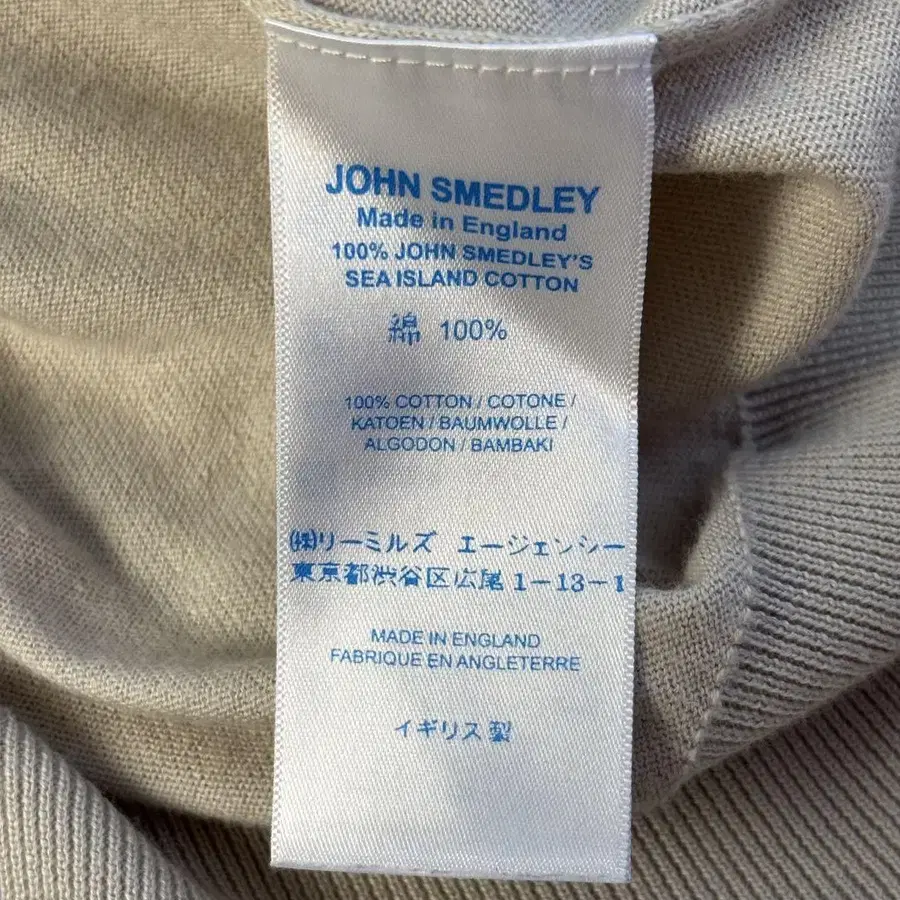 JOHN SMEDLEY
Made in England
100% JOHN SMEDLEY'S
SEA ISLAND COTTON
綿 100%
100% COTTON / COTONE /
KATOEN / BAUMWOLLE /
ALGODON / BAMBAKI
㈱リーミルズ エージェンシー
東京都渋谷区広尾1-13-1
MADE IN ENGLAND
FABRIQUE EN ANGLETERRE
イギリス製